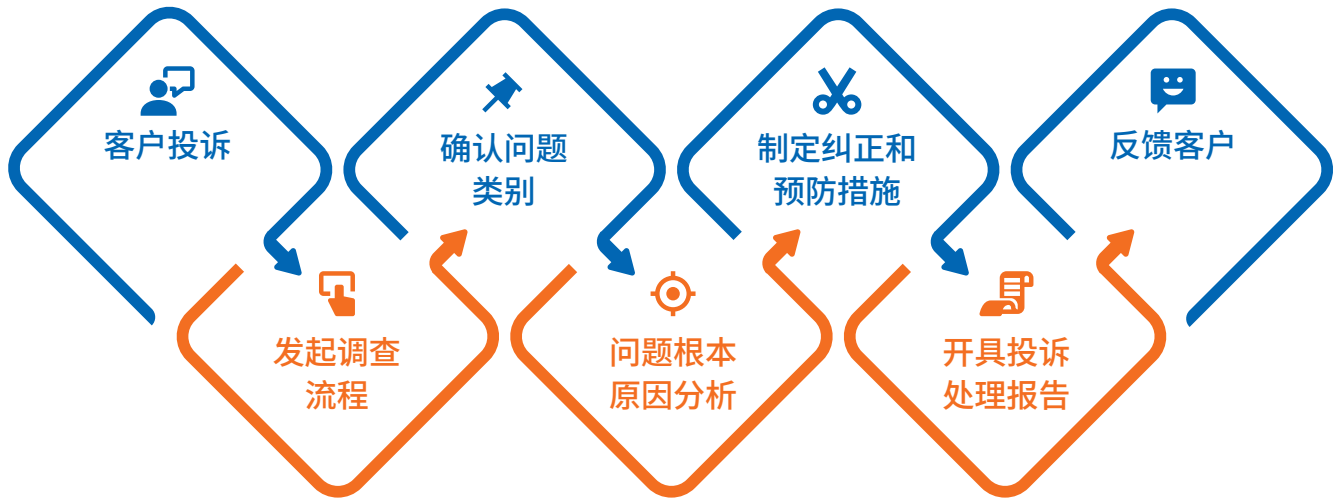 客户投诉
发起调查
流程
确认问题
类别
问题根本
原因分析
制定纠正和
预防措施
开具投诉
处理报告
反馈客户